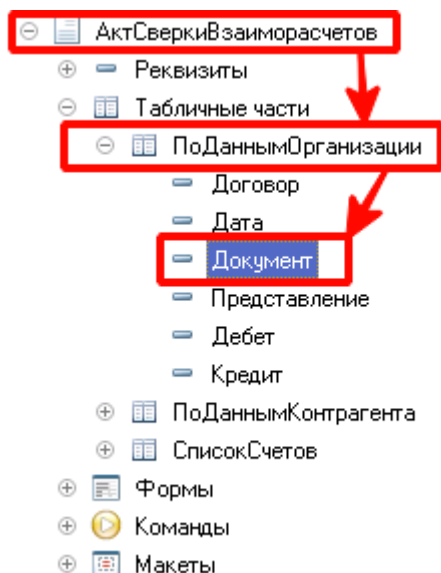 АктСверкиВзаиморасчетов
Реквизиты
Табличные части
ПоДаннымОрганизации
Договор
Дата
Документ
Представление
Дебет
Кредит
ПоДаннымКонтрагента
СписокСчетов
Формы
Команды
Макеты